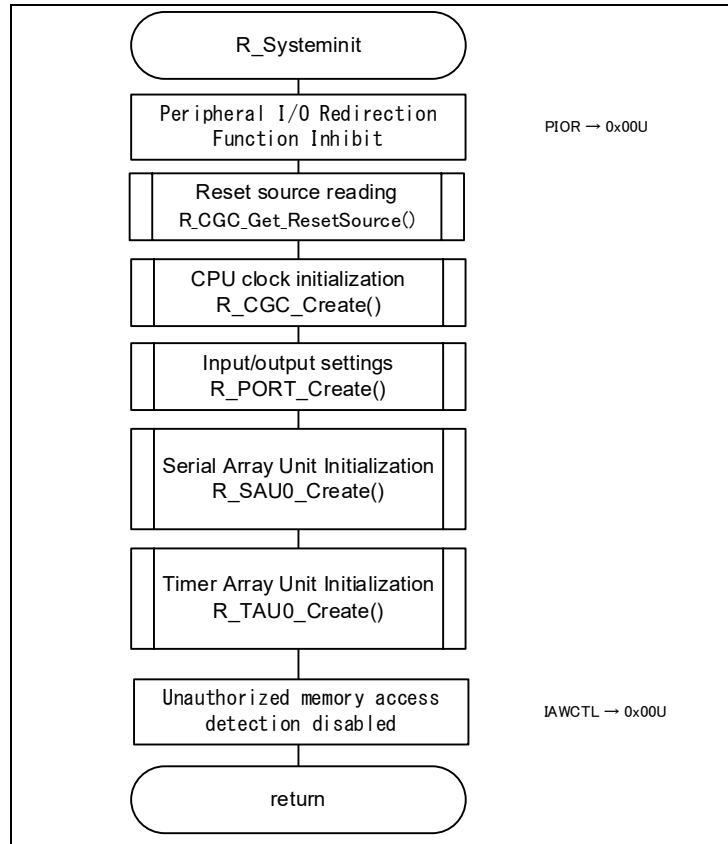 R_Systeminit
Peripheral I/O Redirection
Function Inhibit
PIOR → 0x00U
Reset source reading
R_CGC_Get_ResetSource()
CPU clock initialization
R_CGC_Create()
Input/output settings
R_PORT_Create()
Serial Array Unit Initialization
R_SAU0_Create()
Timer Array Unit Initialization
R_TAU0_Create()
Unauthorized memory access
detection disabled
IAWCTL → 0x00U
return